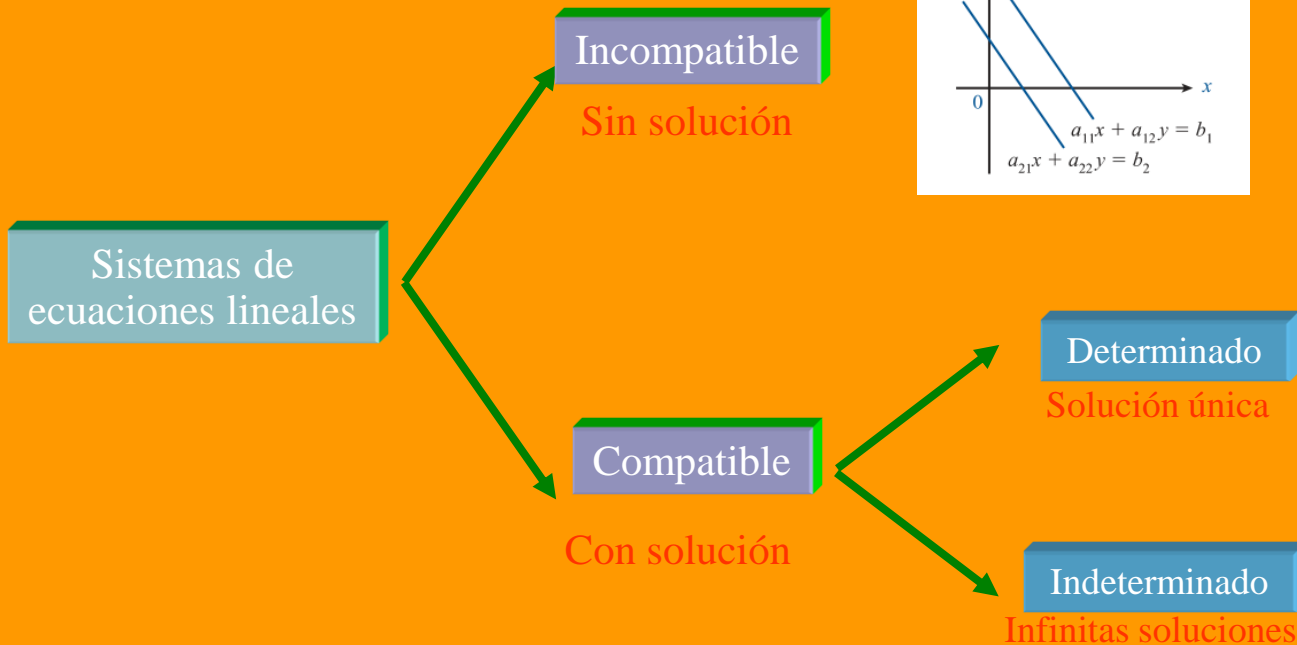 Incompatible
Sin solución
x
0
a₁₁x + a₁₂y = b₁
a₂₁x + a₂₂y = b₂
Sistemas de
ecuaciones lineales
Determinado
Solución única
Compatible
Con solución
Indeterminado
Infinitas soluciones